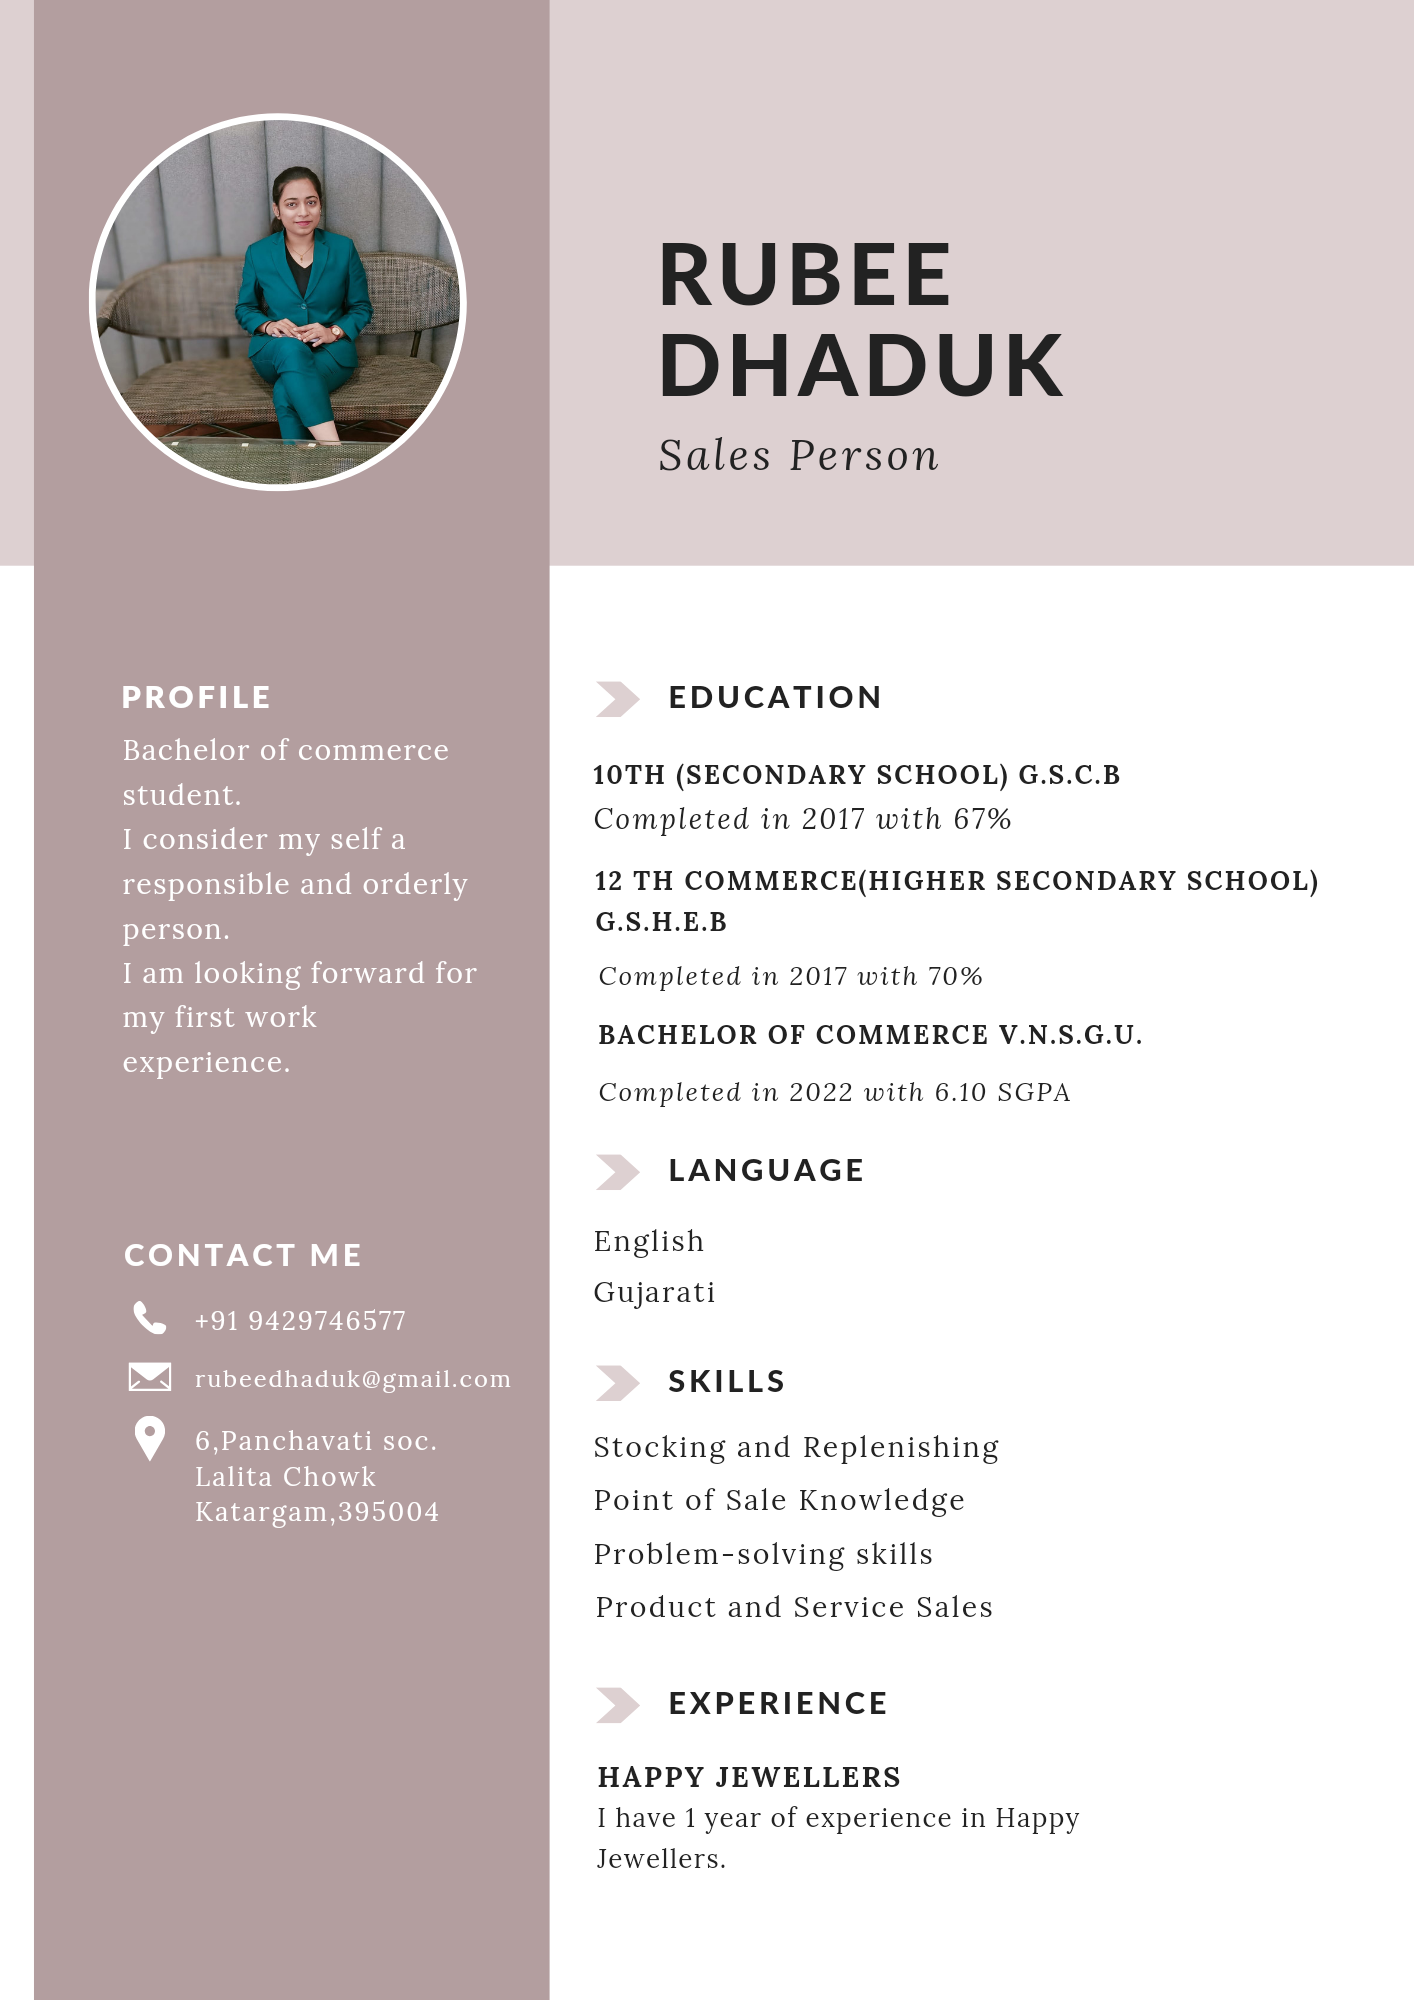 RUBEE
DHADUK
Sales Person
PROFILE
Bachelor of commerce
student.
I consider my self a
responsible and orderly
person.
I am looking forward for
my first work
experience.
CONTACT ME
+91 9429746577
rubeedhaduk@gmail.com
6,Panchavati soc.
Lalita Chowk
Katargam,395004
EDUCATION
10TH (SECONDARY SCHOOL) G.S.C.B
Completed in 2017 with 67%
12 TH COMMERCE(HIGHER SECONDARY SCHOOL)
G.S.H.E.B
Completed in 2017 with 70%
BACHELOR OF COMMERCE V.N.S.G.U.
Completed in 2022 with 6.10 SGPA
LANGUAGE
English
Gujarati
SKILLS
Stocking and Replenishing
Point of Sale Knowledge
Problem-solving skills
Product and Service Sales
EXPERIENCE
HAPPY JEWELLERS
I have 1 year of experience in Happy
Jewellers.